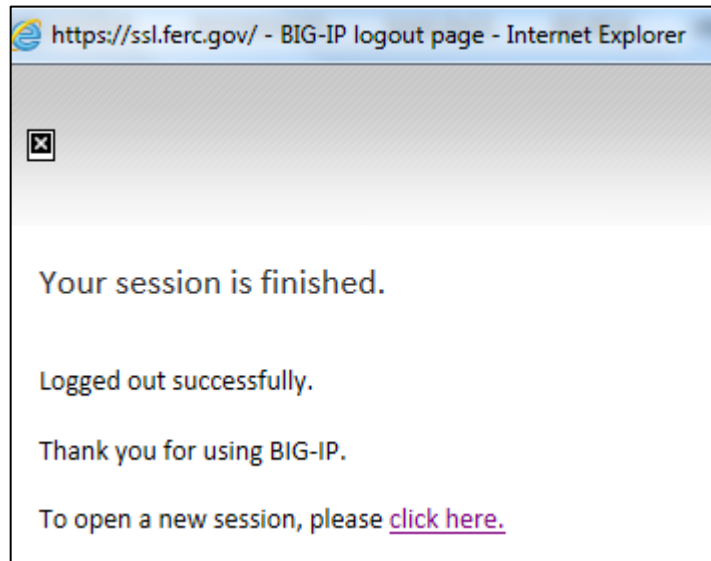 https://ssl.ferc.gov/ - BIG-IP logout page - Internet Explorer
Your session is finished.
Logged out successfully.
Thank you for using BIG-IP.
To open a new session, please click here.